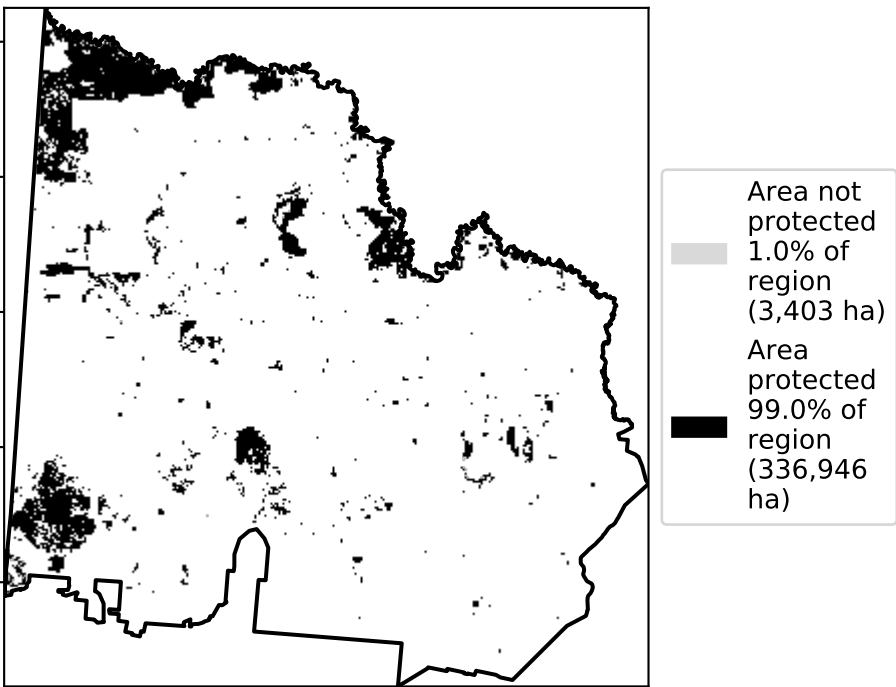 Area not
protected
1.0% of
region
(3,403 ha)
Area
protected
99.0% of
region
(336,946
ha)